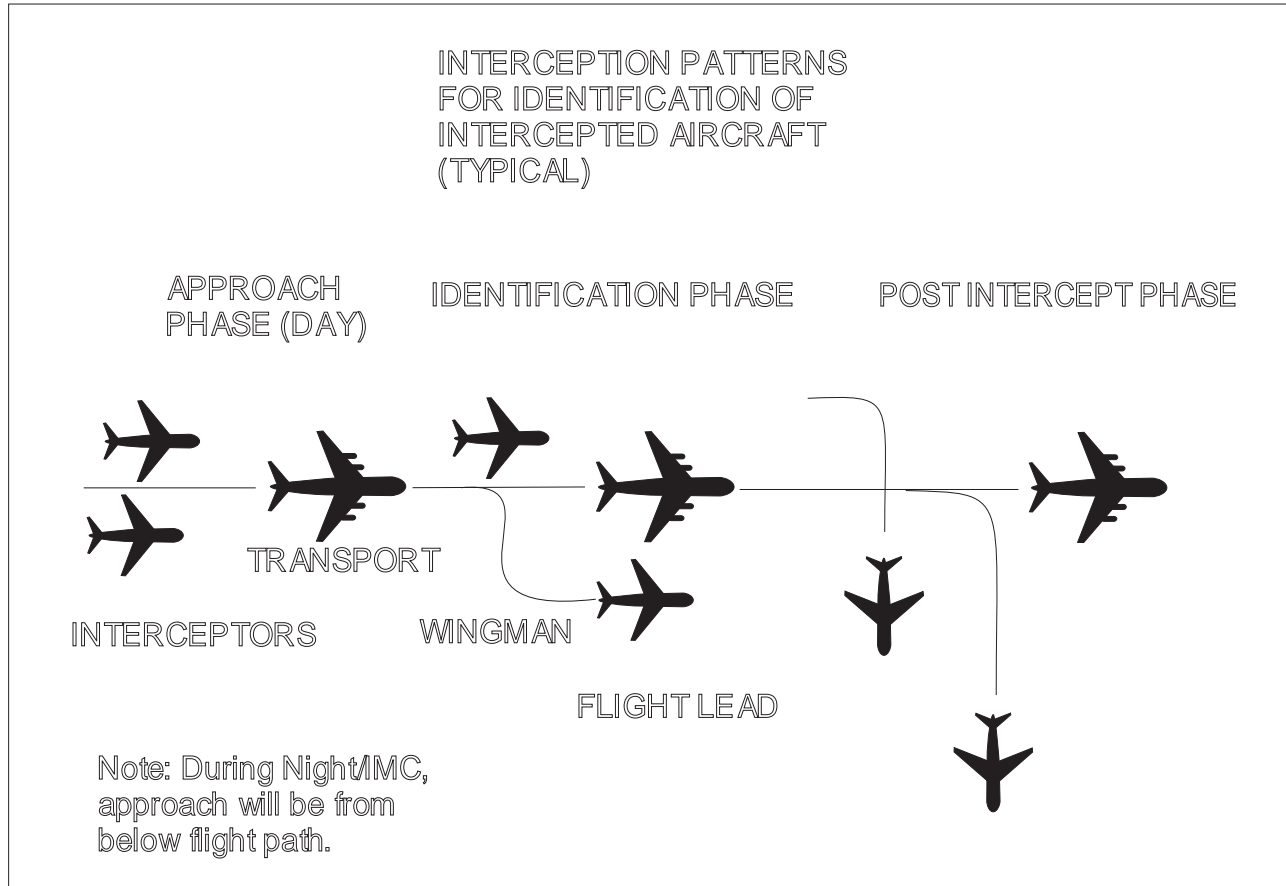 INTERCEPTION PATTERNS
FOR IDENTIFICATION OF
INTERCEPTED AIRCRAFT
(TYPICAL)
APPROACH
PHASE (DAY)
IDENTIFICATION PHASE
POST INTERCEPT PHASE
TRANSPORT
INTERCEPTORS
WINGMAN
FLIGHT LEAD
Note: During Night/IMC,
approach will be from
below flight path.